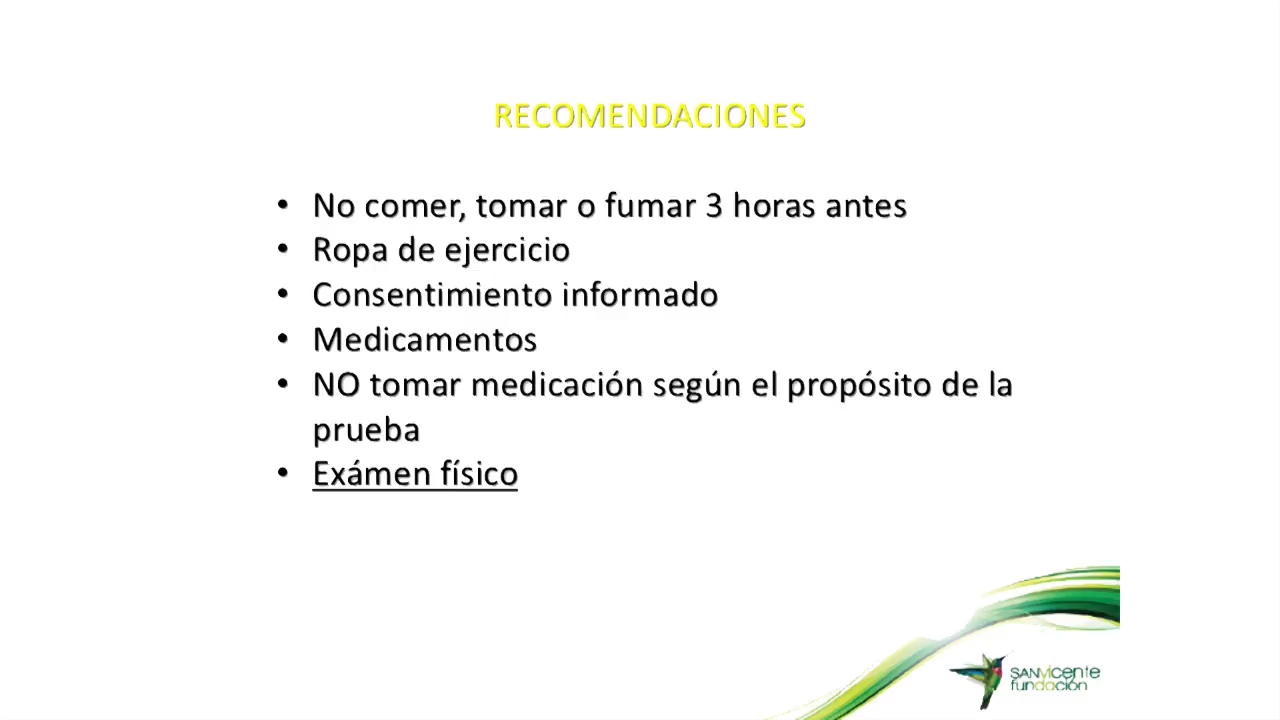 RECOMENDACIONES
• No comer, tomar o fumar 3 horas antes
• Ropa de ejercicio
• Consentimiento informado
• Medicamentos
• NO tomar medicación según el propósito de la
prueba
• Exámen físico
SANVICENTE
fundación